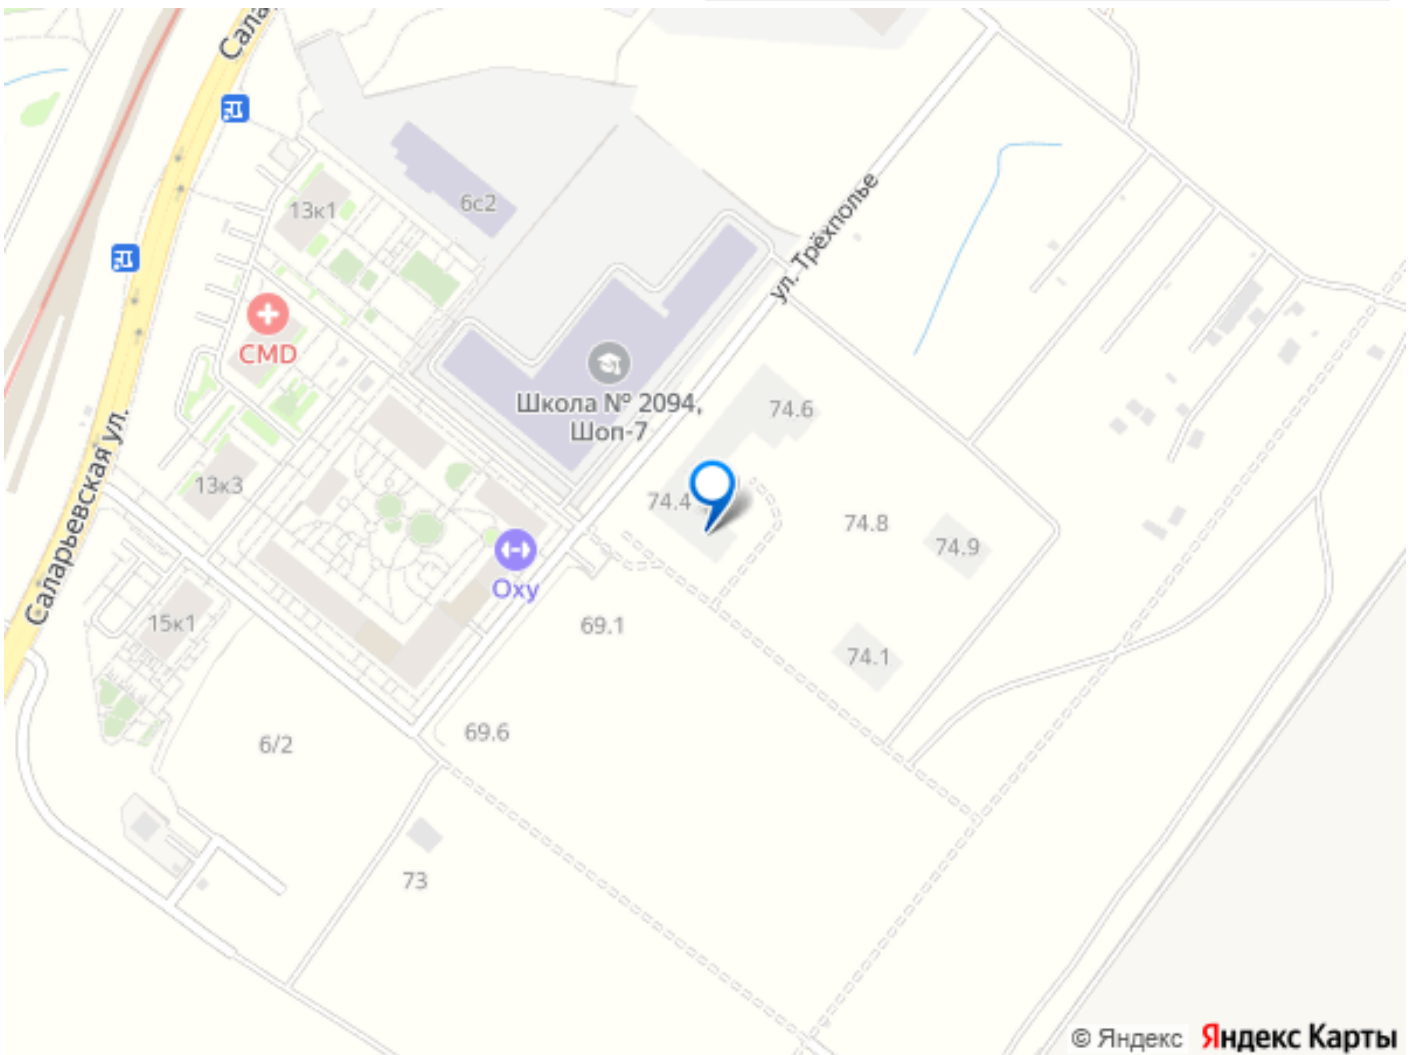 Сала
13к1
6с2
ул. Трёхполье
CMD
Школа № 2094,
Шоп-7
74.6
Саларьевская ул.
13к3
74.4
74.8
74.9
Oxy
15к1
69.1
74.1
6/2
69.6
73
© Яндекс Яндекс Карты